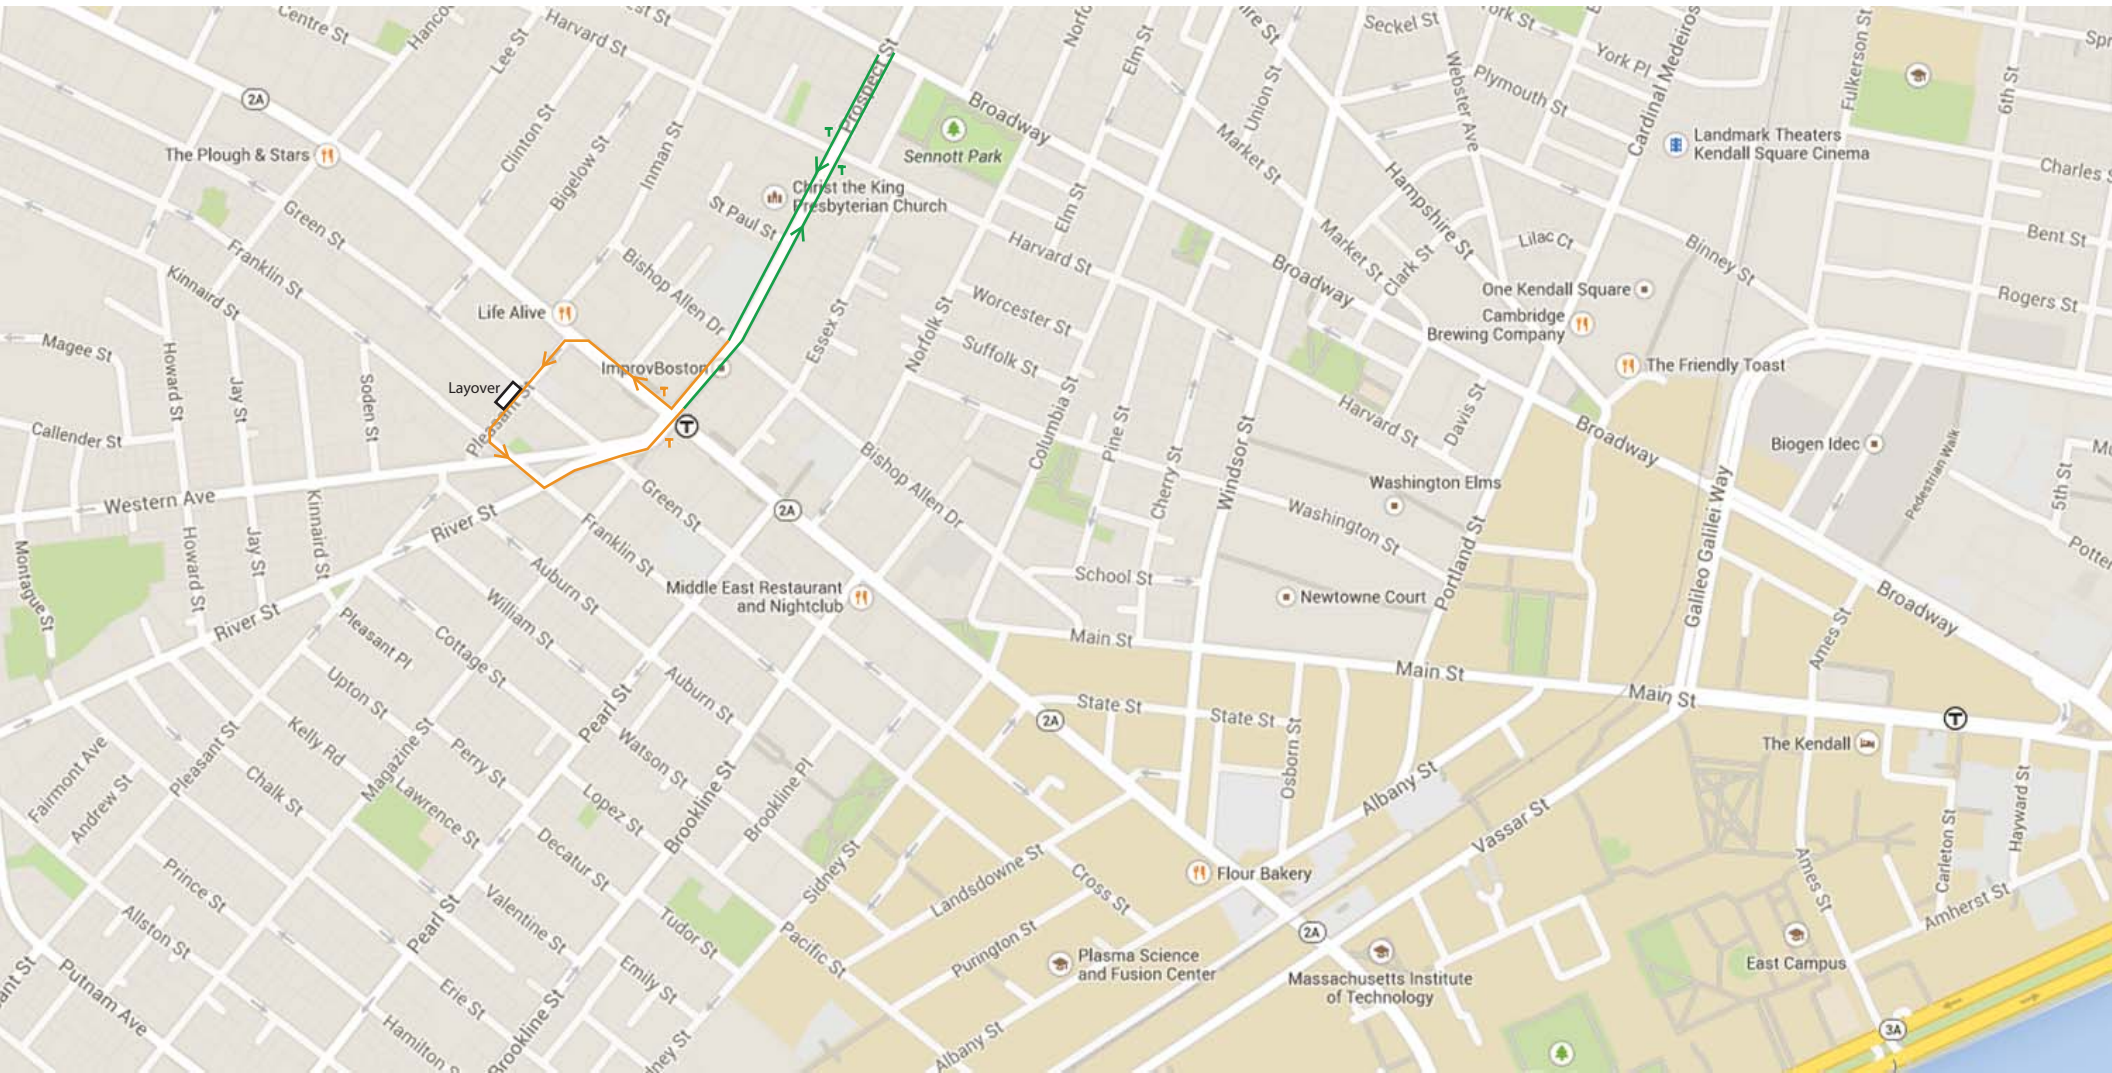 Centre St
Hancoc
Lee St
Harvard St
est St
Prospect St
Norfo
Elm St
ire St
Seckel St
York St
York Pl
Cardinal Medeiros
Fulkerson St
6th St
Spr
2A
Broadway
Union St
Webster Ave
Plymouth St
The Plough & Stars
Clinton St
Bigelow St
Inman St
T
T
Sennott Park
Market St
Hampshire St
Landmark Theaters
Kendall Square Cinema
Charles S
Christ the King
Presbyterian Church
St Paul St
Elm St
Green St
Franklin St
Kinnaird St
Bishop Allen Dr
Harvard St
Market St
Clark St
Lilac Ct
Binney St
Bent St
Broadway
One Kendall Square
Rogers St
Life Alive
Essex St
Norfolk St
Worcester St
Suffolk St
Cambridge
Brewing Company
Magee St
Howard St
Jay St
Soden St
ImprovBoston
The Friendly Toast
Layover
Pleasant St
T
T
T
Columbia St
Pine St
Cherry St
Windsor St
Harvard St
Davis St
Broadway
Biogen Idec
Pedestrian Walk
5th St
Mu
Callender St
Western Ave
Kinnaird St
River St
Green St
2A
Bishop Allen Dr
Washington Elms
Washington St
Portland St
Galileo Galilei Way
Potter
Montague St
Howard St
Jay St
Franklin St
Auburn St
William St
School St
Middle East Restaurant
and Nightclub
Newtowne Court
Broadway
Ames St
River St
Pleasant Pl
Cottage St
Main St
Main St
Main St
Upton St
Auburn St
Pearl St
State St
State St
2A
T
Kelly Rd
Magazine St
Perry St
Watson St
Osborn St
The Kendall
Fairmont Ave
Andrew St
Pleasant St
Chalk St
Lawrence St
Lopez St
Brookline St
Brookline Pl
Albany St
Vassar St
Hayward St
Carleton St
Prince St
Decatur St
Sidney St
Landsdowne St
Cross St
Flour Bakery
Ames St
Amherst St
Allston St
Pearl St
Valentine St
Tudor St
Pacific St
Purington St
2A
Plasma Science
and Fusion Center
East Campus
Massachusetts Institute
of Technology
ant St
Putnam Ave
Erie St
Emily St
Hamilton S
Brookline St
dney St
Albany St
3A